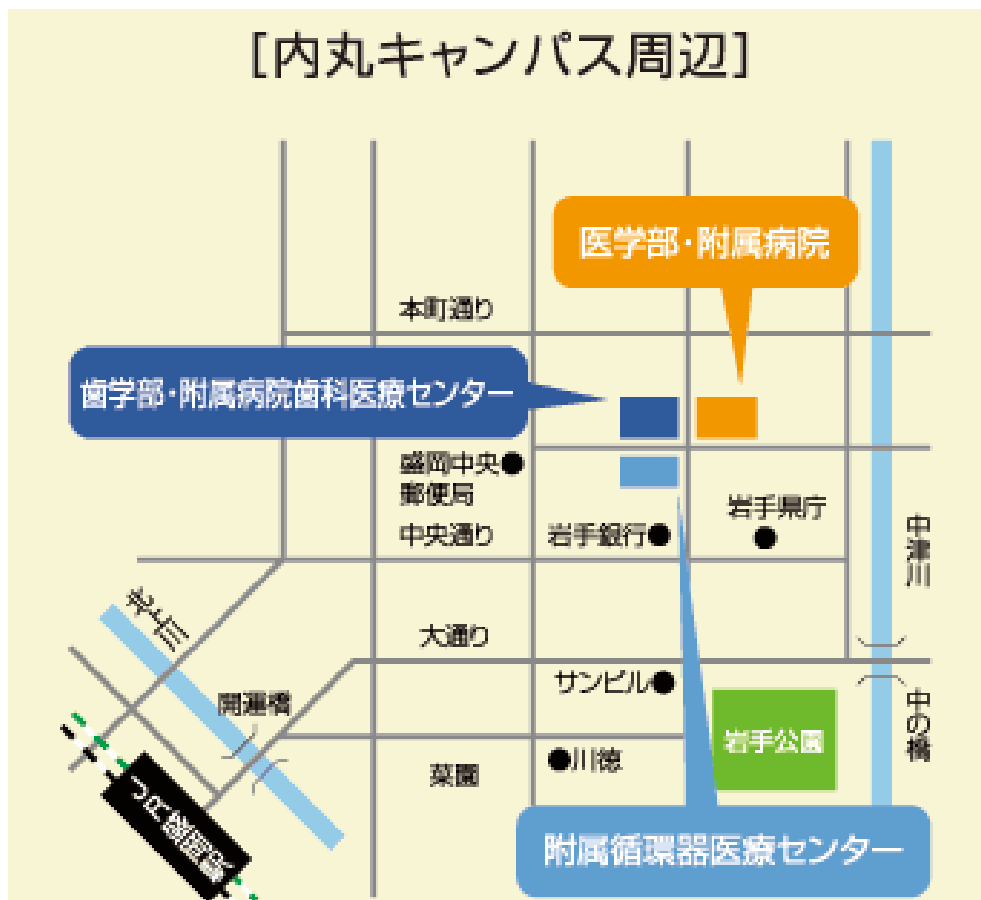 [内丸キャンパス周辺]
医学部・附属病院
本町通り
歯学部・附属病院歯科医療センター
盛岡中央
郵便局
岩手県庁
中央通り
岩手銀行
中津川
北上川
大通り
サンビル
開運橋
中の橋
岩手公園
川徳
菜園
JR盛岡駅
附属循環器医療センター